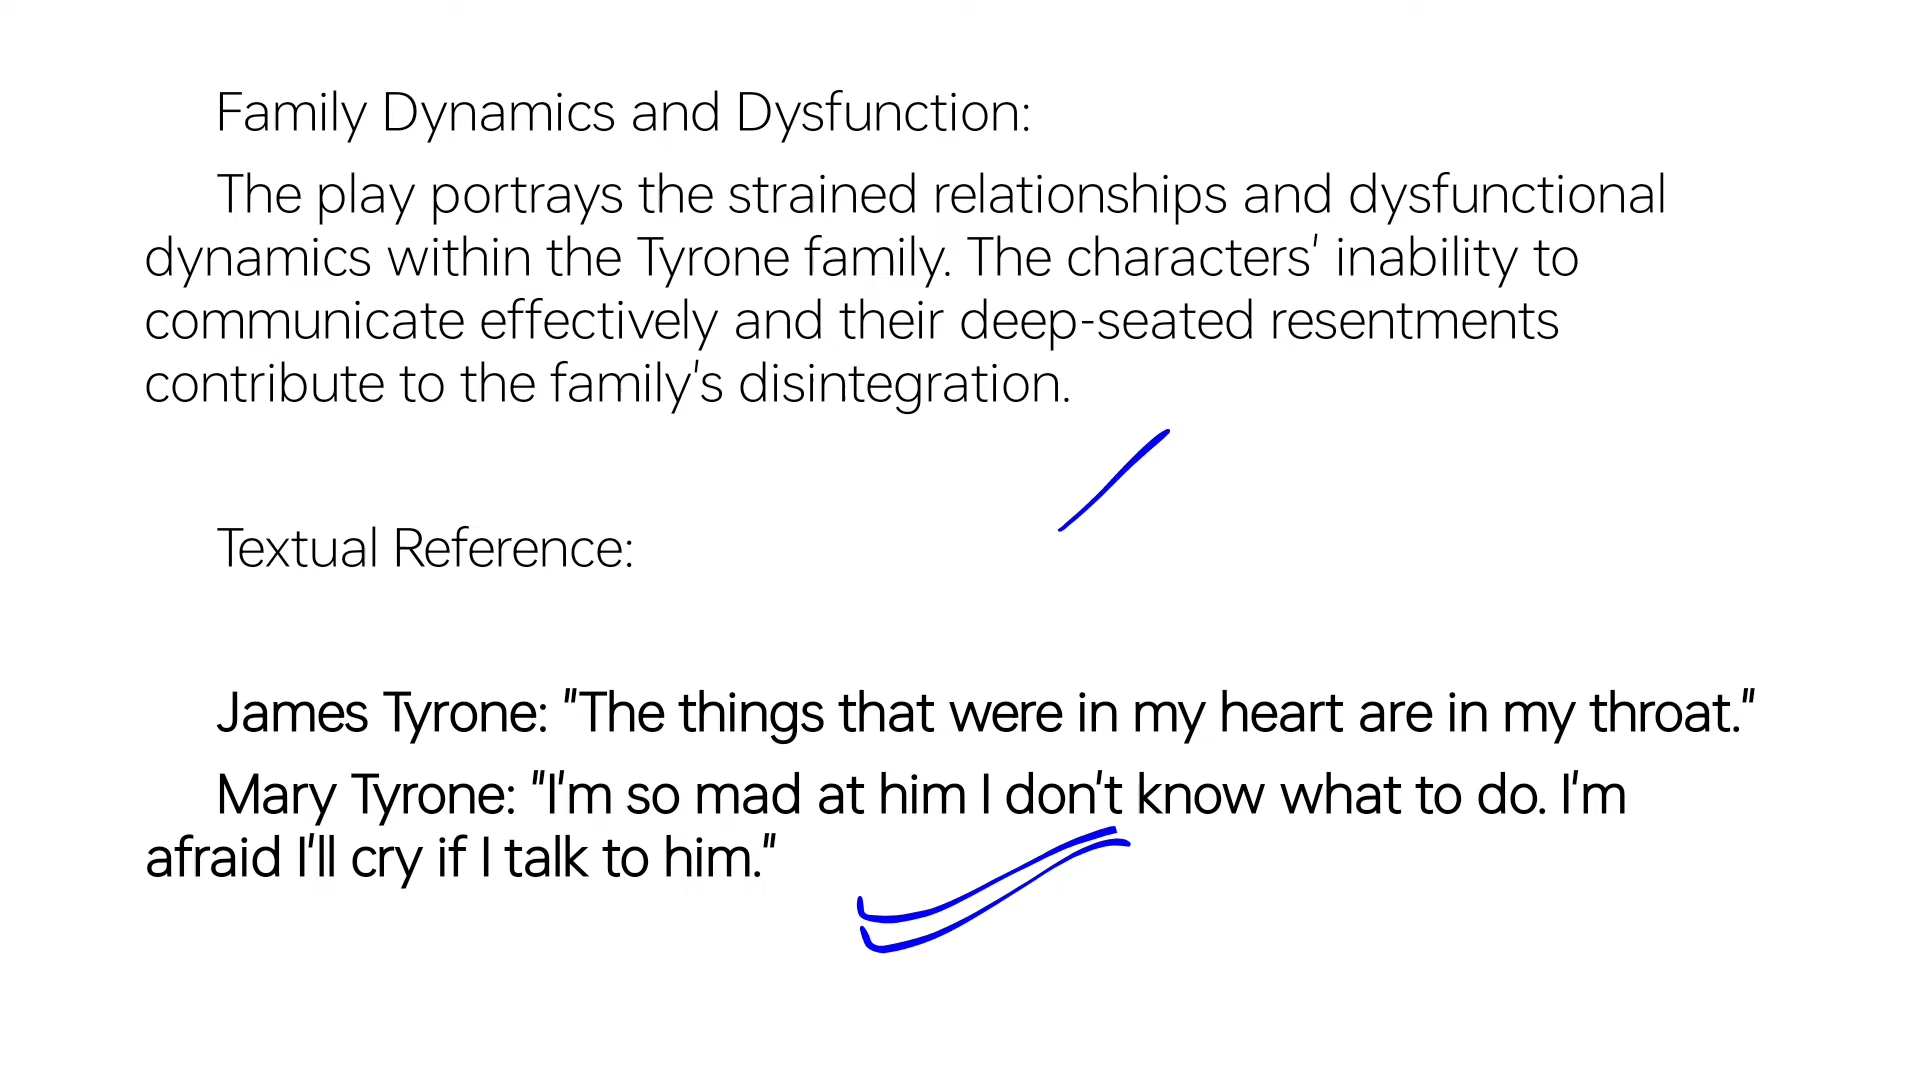 Family Dynamics and Dysfunction:
The play portrays the strained relationships and dysfunctional
dynamics within the Tyrone family. The characters' inability to
communicate effectively and their deep-seated resentments
contribute to the family's disintegration.
Textual Reference:
James Tyrone: "The things that were in my heart are in my throat."
Mary Tyrone: "I'm so mad at him I don't know what to do. I'm
afraid I'll cry if I talk to him."